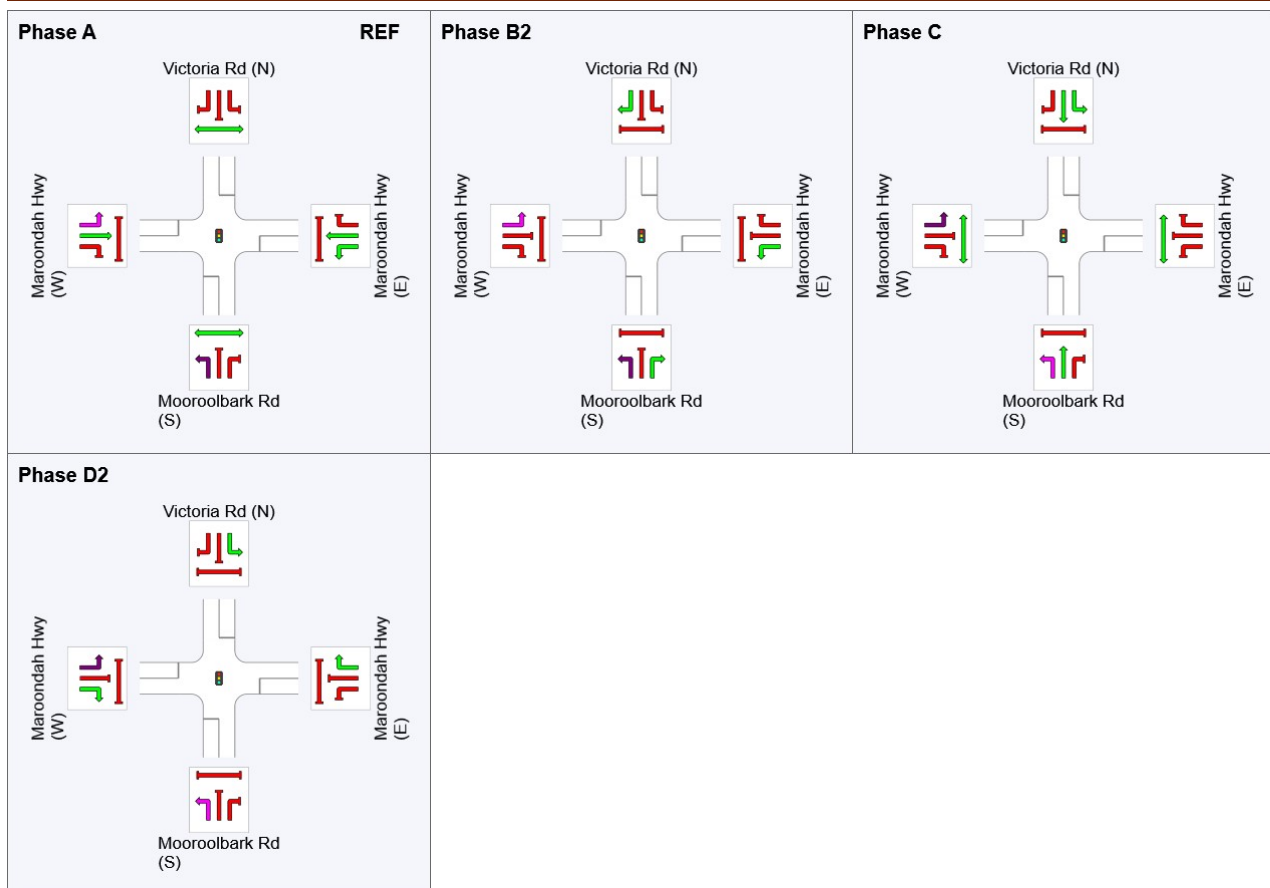 Phase A
REF
Victoria Rd (N)
Maroondah Hwy
(W)
Maroondah Hwy
(E)
Mooroolbark Rd
(S)
Phase B2
Victoria Rd (N)
Maroondah Hwy
(W)
Maroondah Hwy
(E)
Mooroolbark Rd
(S)
Phase C
Victoria Rd (N)
Maroondah Hwy
(W)
Maroondah Hwy
(E)
Mooroolbark Rd
(S)
Phase D2
Victoria Rd (N)
Maroondah Hwy
(W)
Maroondah Hwy
(E)
Mooroolbark Rd
(S)